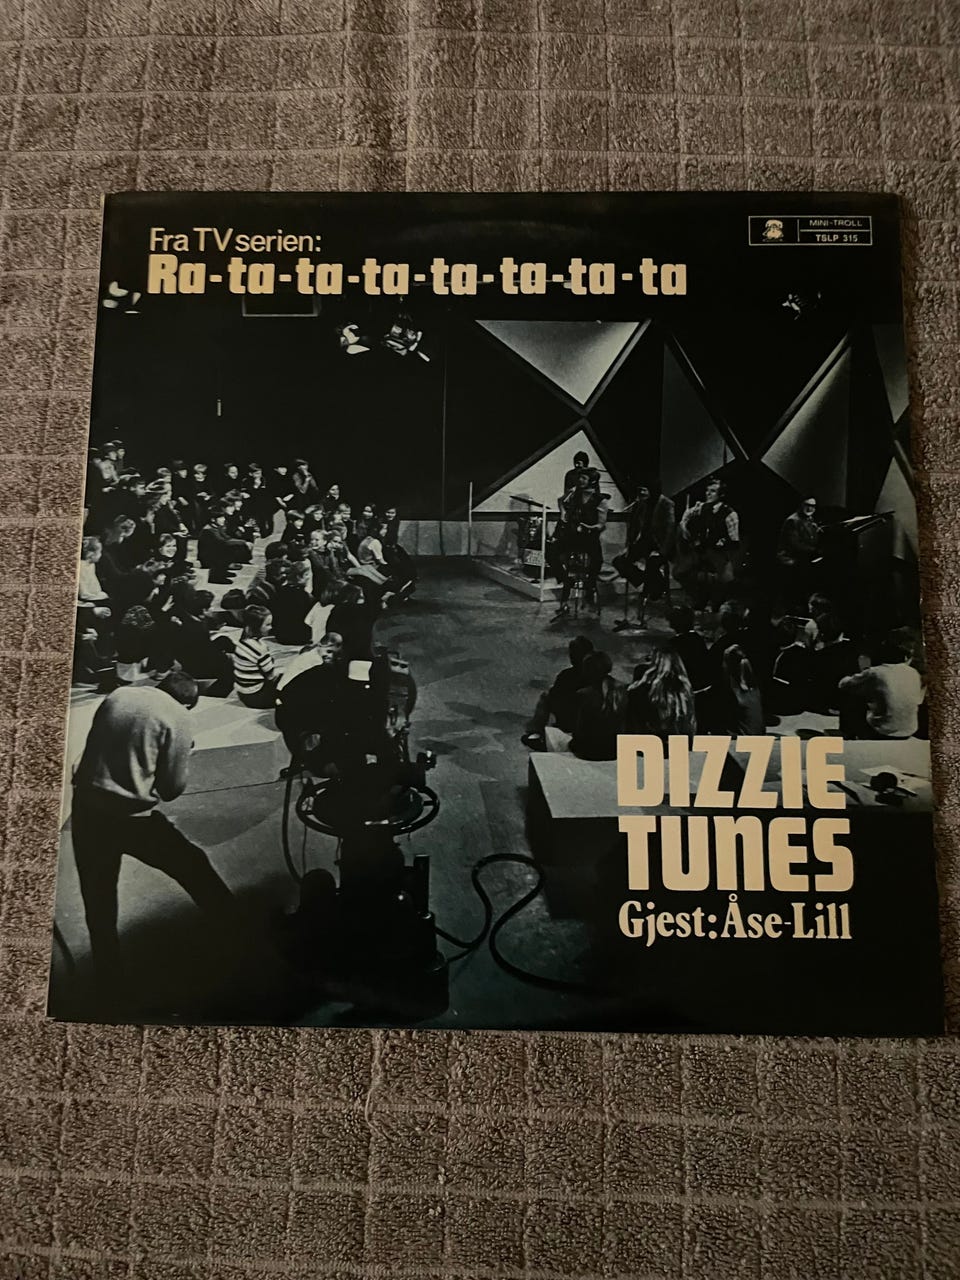 Fra TV serien:
Ra-ta-ta-ta-ta-ta-ta-ta
MINI-TROLL
TSLP 315
DIZZIE
TUNES
Gjest: Åse-Lill